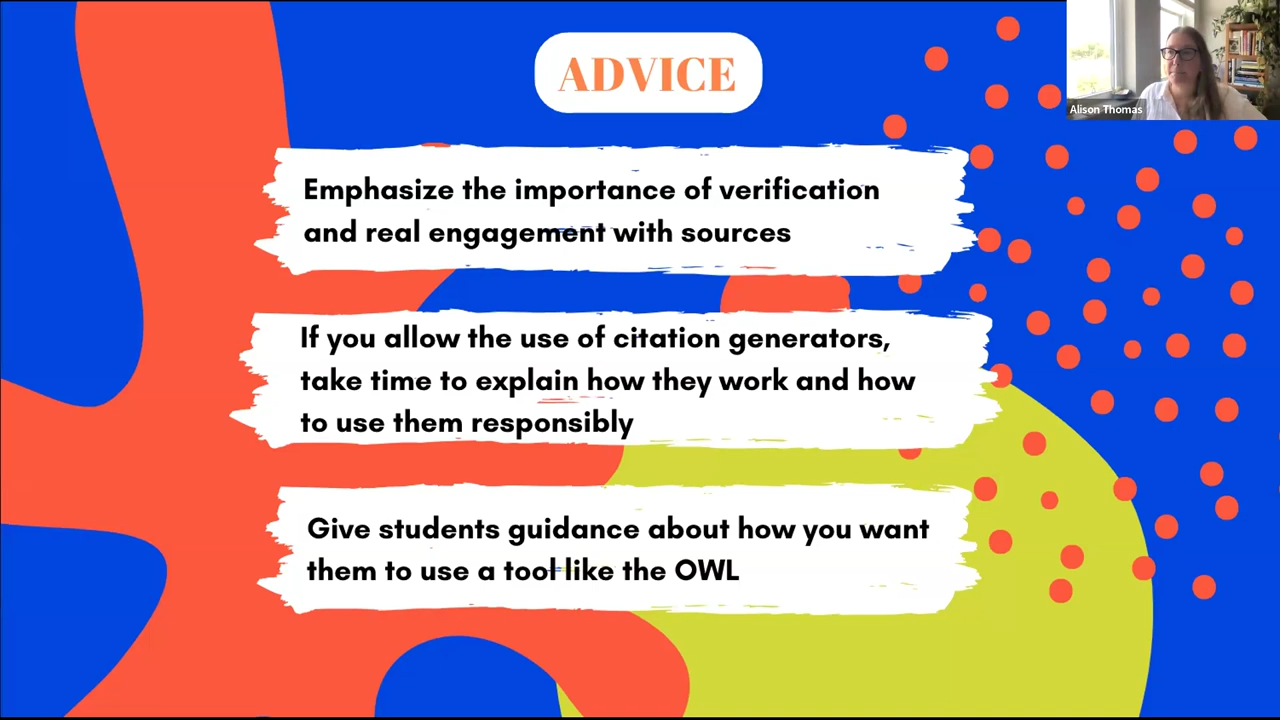 ADVICE
Alison Thomas
Emphasize the importance of verification
and real engagement with sources
If you allow the use of citation generators,
take time to explain how they work and how
to use them responsibly
Give students guidance about how you want
them to use a tool like the OWL